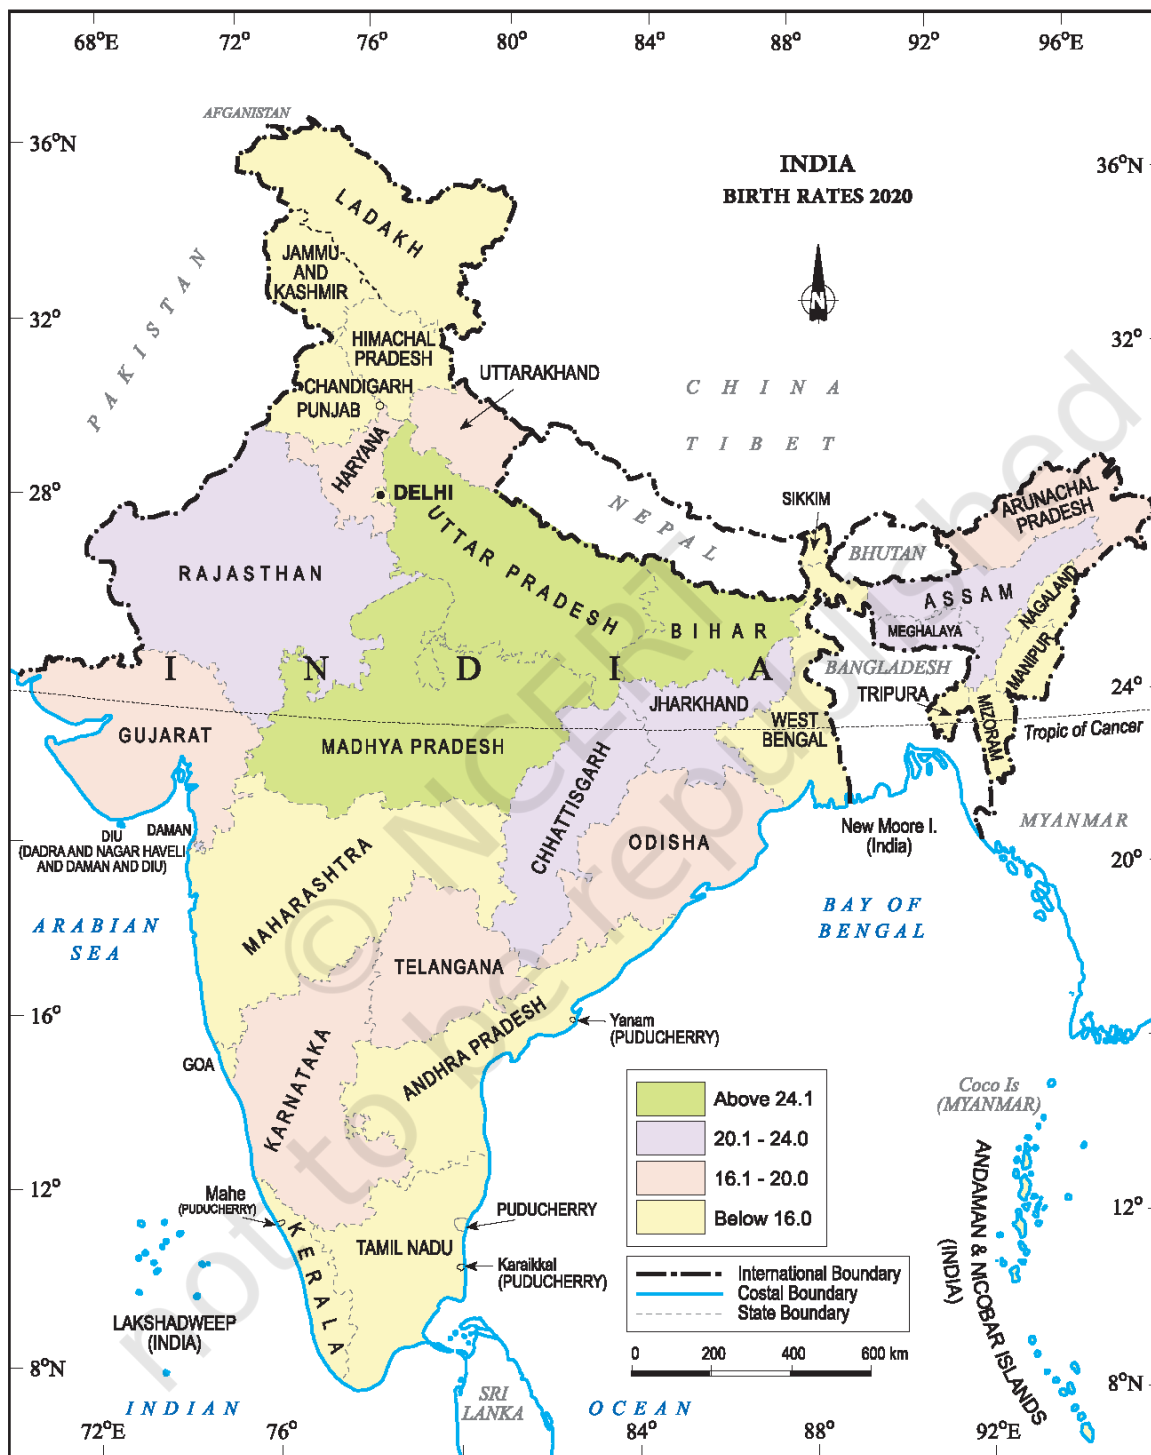 68°E 72° 76° 80° 84° 88° 92° 96°E
AFGANISTAN
36°N
36°N
INDIA
BIRTH RATES 2020
LADAKH
JAMMU
AND
KASHMIR
PAKISTAN
N
32°
32°
HIMACHAL
PRADESH
UTTARAKHAND
CHANDIGARH
PUNJAB
CHINA
TIBET
HARYANA
28°
DELHI
SIKKIM
ARUNACHAL
PRADESH
NEPAL
BHUTAN
UTTAR PRADESH
RAJASTHAN
ASSAM
NAGALAND
BIHAR
MEGHALAYA
MANIPUR
INDIA
BANGLADESH
TRIPURA
24°
JHARKHAND
MIZORAM
GUJARAT
MADHYA PRADESH
WEST
BENGAL
Tropic of Cancer
CHHATTISGARH
DIU
DAMAN
(DADRA AND NAGAR HAVELI
AND DAMAN AND DIU)
ODISHA
New Moore I.
(India)
MYANMAR
20°
MAHARASHTRA
ARABIAN
SEA
BAY OF
BENGAL
TELANGANA
16°
ANDHRA PRADESH
Yanam
(PUDUCHERRY)
GOA
KARNATAKA
Coco Is
(MYANMAR)
Above 24.1
20.1 - 24.0
16.1 - 20.0
Below 16.0
12°
12°
Mahe
(PUDUCHERRY)
PUDUCHERRY
KERALA
TAMIL NADU
Karaikkal
(PUDUCHERRY)
ANDAMAN & NICOBAR ISLANDS
(INDIA)
International Boundary
Costal Boundary
State Boundary
LAKSHADWEEP
(INDIA)
0 200 400 600 km
8°N
8°N
SRI
LANKA
INDIAN OCEAN
72° 76° 84° 88° 92°E
© NCERT
not to be republished